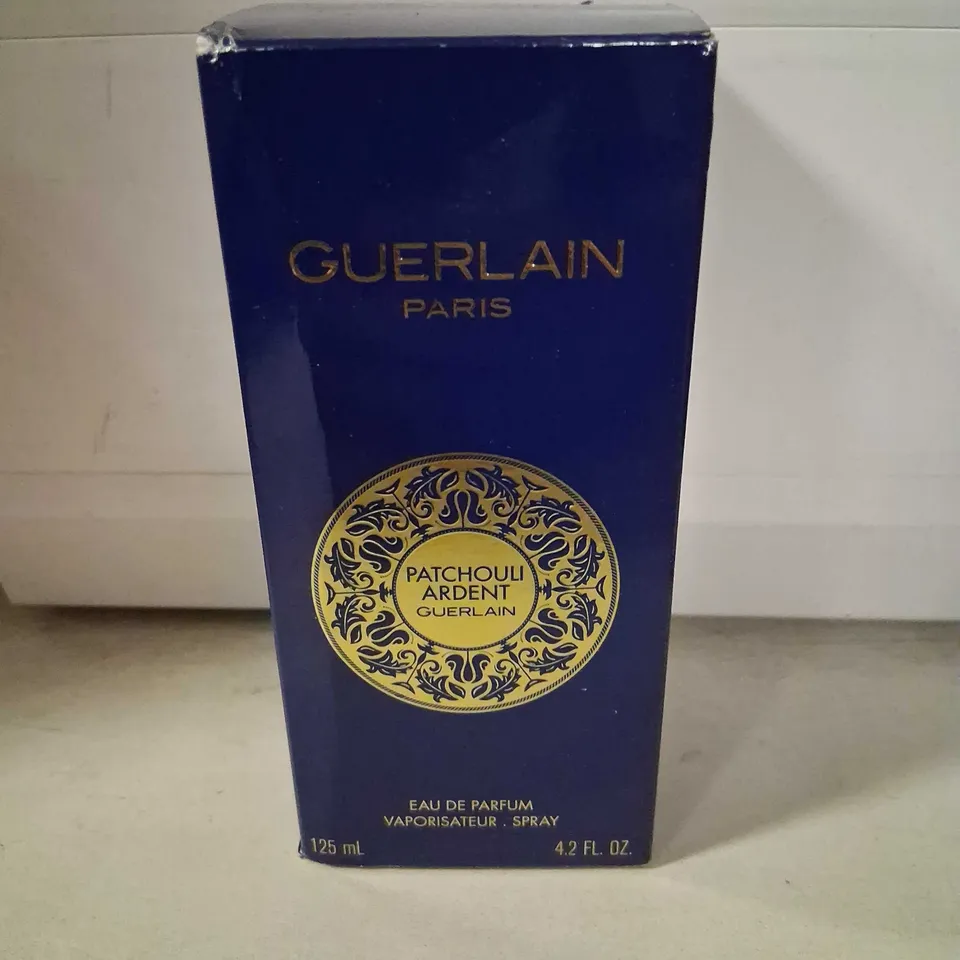 GUERLAIN
PARIS
PATCHOULI
ARDENT
GUERLAIN
EAU DE PARFUM
VAPORISATEUR . SPRAY
125 mL 4.2 FL. OZ.